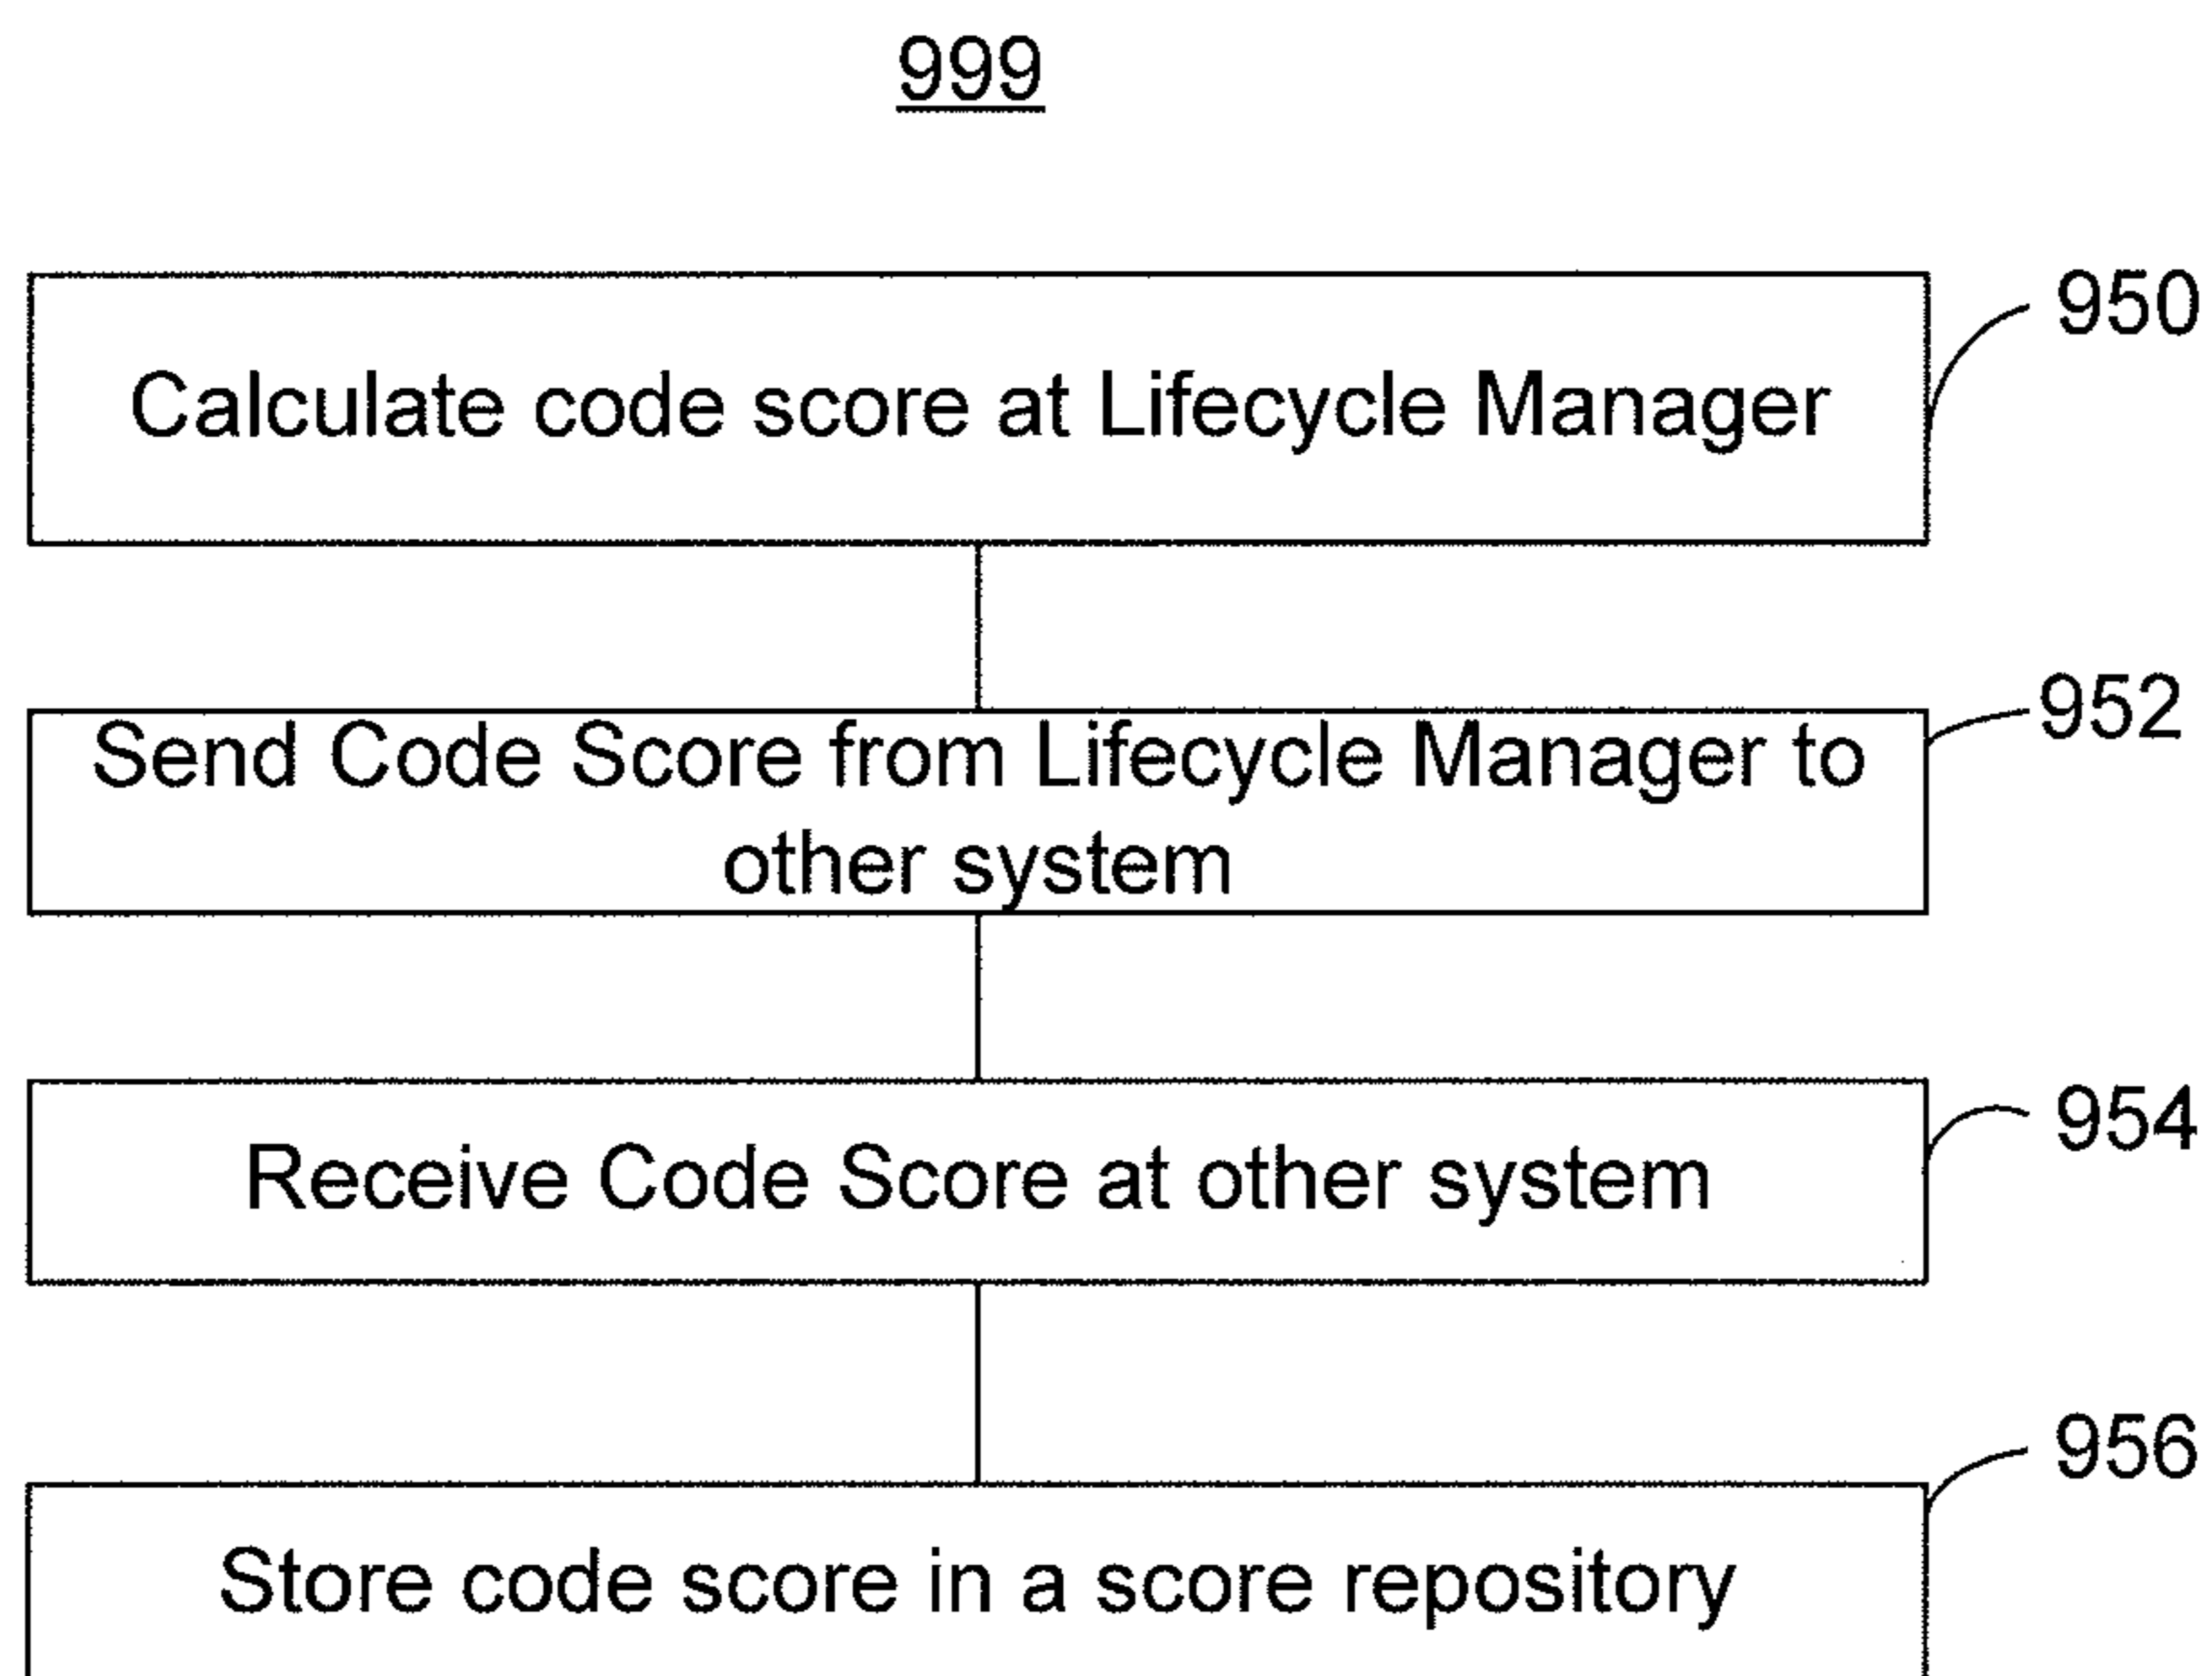 999
950
Calculate code score at Lifecycle Manager
952
Send Code Score from Lifecycle Manager to
other system
954
Receive Code Score at other system
956
Store code score in a score repository